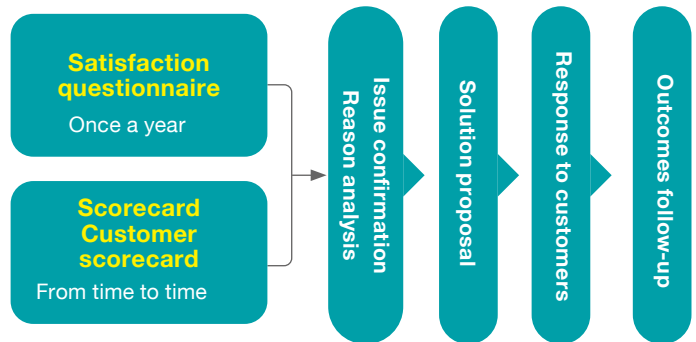 Satisfaction
questionnaire
Once a year
Scorecard
Customer
scorecard
From time to time
Issue confirmation
Reason analysis
Solution proposal
Response to customers
Outcomes follow-up